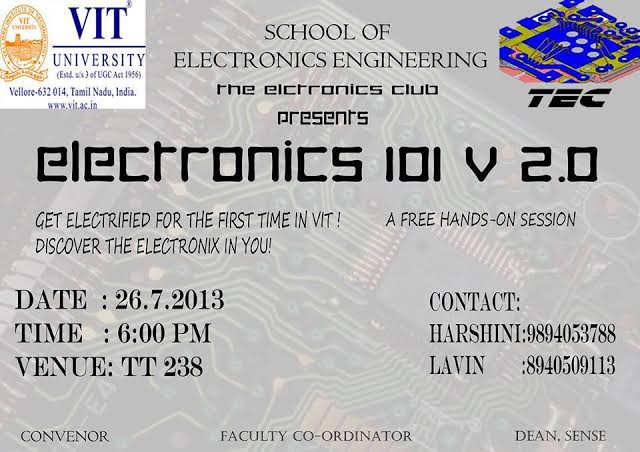 VIT
UNIVERSITY
VIT®
UNIVERSITY
(Estd. u/s 3 of UGC Act 1956)
Vellore-632 014, Tamil Nadu, India.
www.vit.ac.in
SCHOOL OF
ELECTRONICS ENGINEERING
the elctronics club
presents
TEC
electronics 101 v 2.0
GET ELECTRIFIED FOR THE FIRST TIME IN VIT !
DISCOVER THE ELECTRONIX IN YOU!
A FREE HANDS-ON SESSION
DATE : 26.7.2013
TIME : 6:00 PM
VENUE: TT 238
CONTACT:
HARSHINI:9894053788
LAVIN :8940509113
CONVENOR FACULTY CO-ORDINATOR DEAN, SENSE